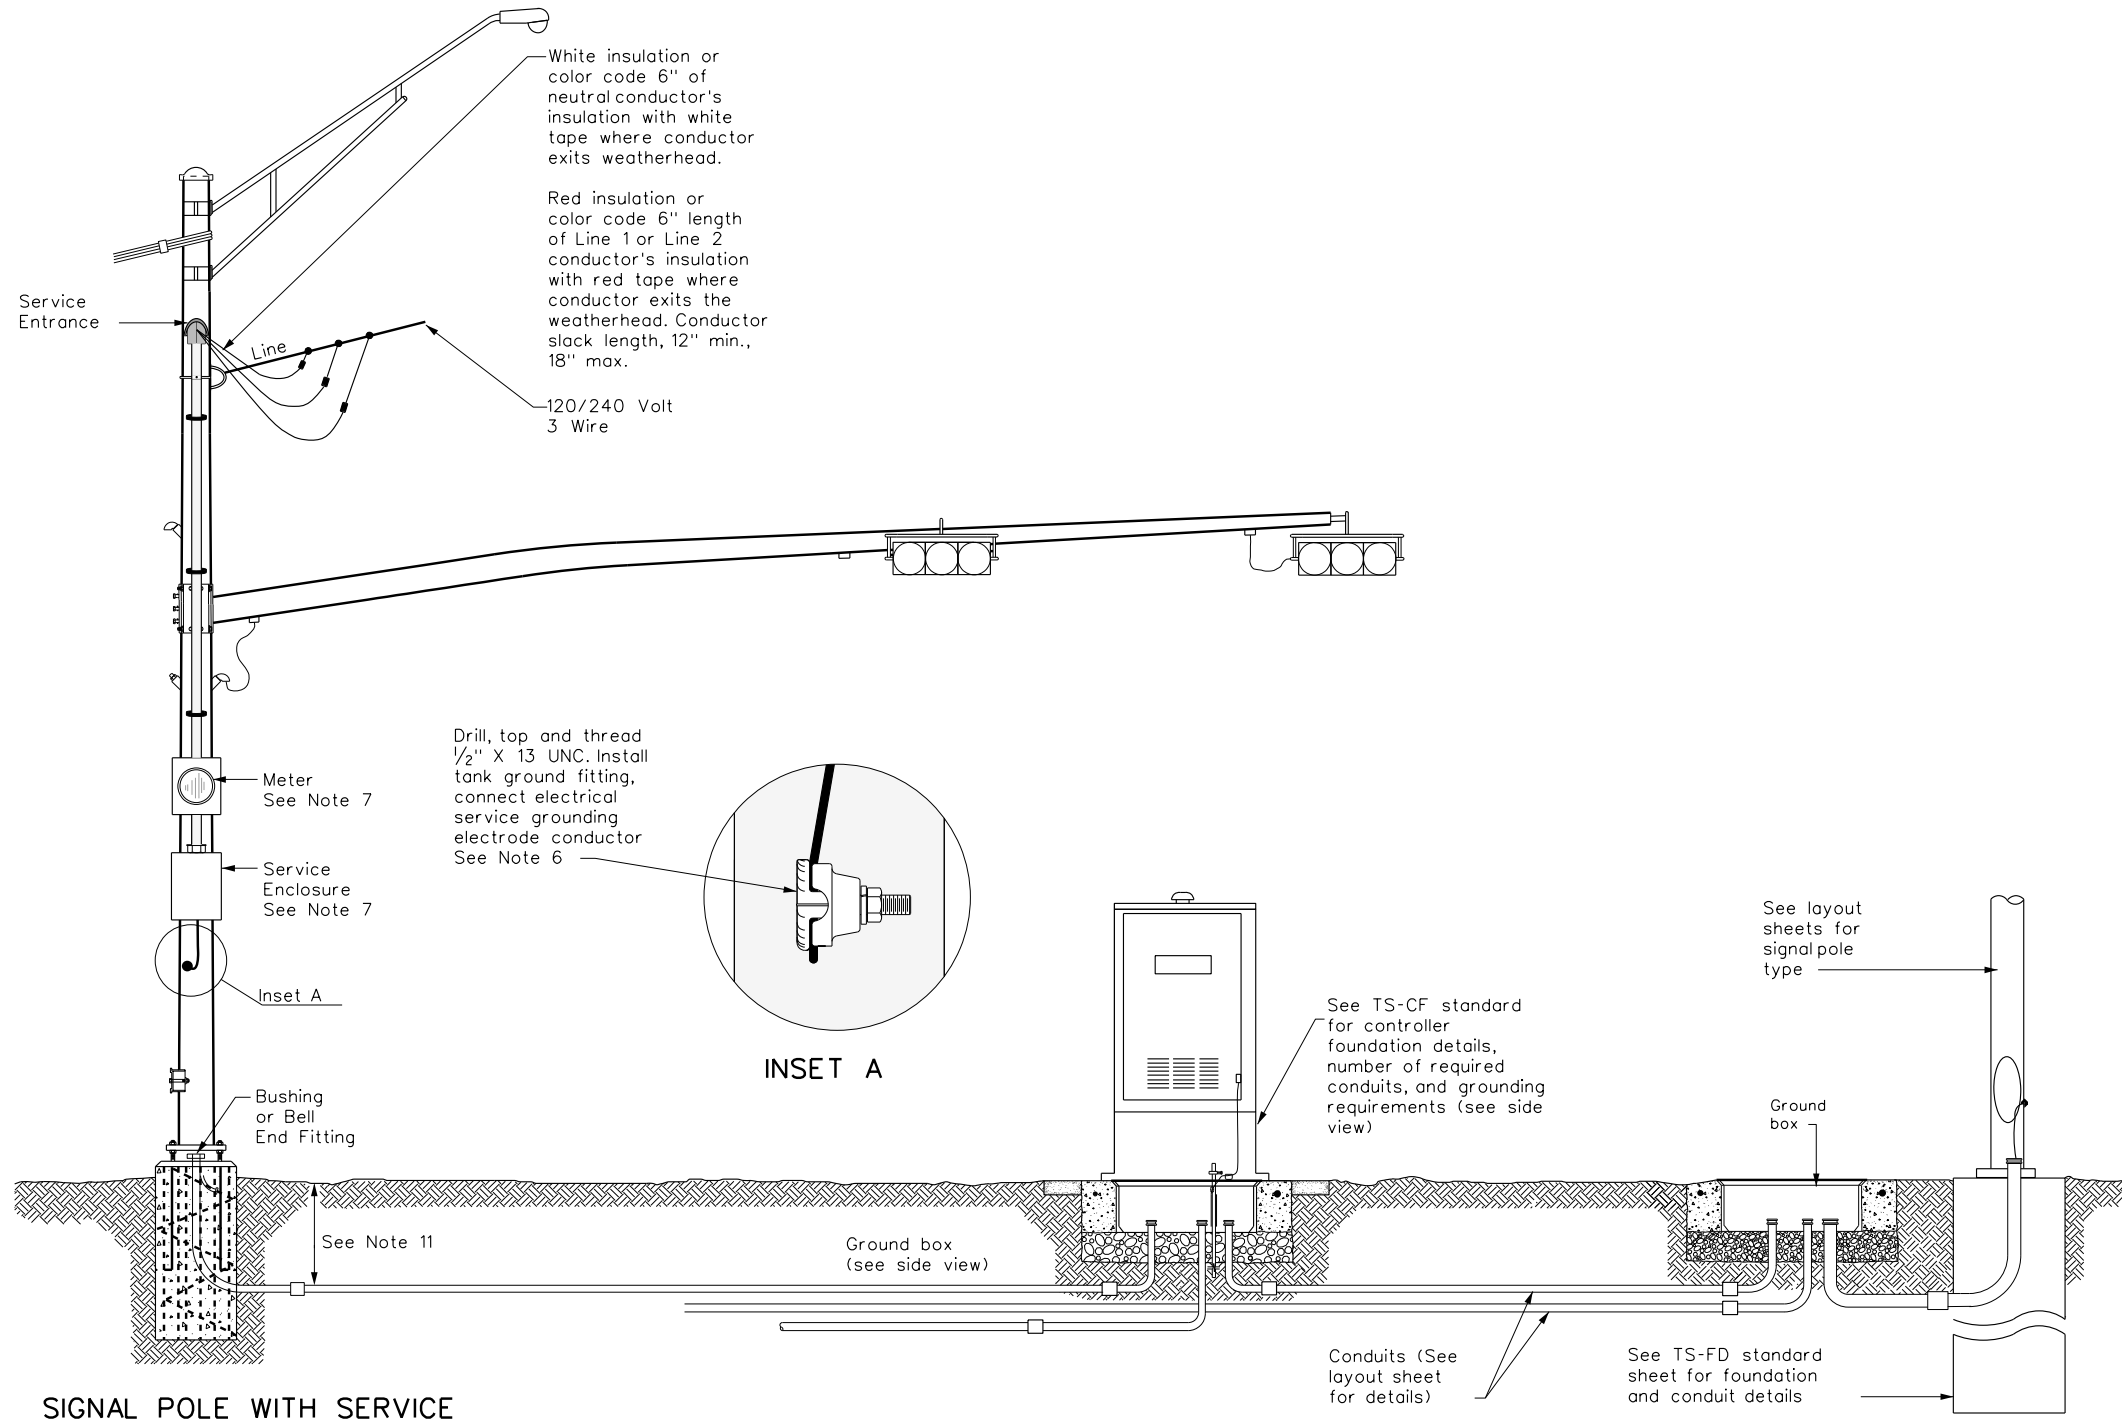 White insulation or
color code 6" of
neutral conductor's
insulation with white
tape where conductor
exits weatherhead.
Red insulation or
color code 6" length
of Line 1 or Line 2
conductor's insulation
with red tape where
conductor exits the
weatherhead. Conductor
slack length, 12" min.,
18" max.
Service
Entrance
Line
120/240 Volt
3 Wire
Drill, top and thread
1/2" X 13 UNC. Install
tank ground fitting,
connect electrical
service grounding
electrode conductor
See Note 6
Meter
See Note 7
Service
Enclosure
See Note 7
Inset A
INSET A
See layout
sheets for
signal pole
type
See TS-CF standard
for controller
foundation details,
number of required
conduits, and grounding
requirements (see side
view)
Bushing
or Bell
End Fitting
Ground
box
See Note 11
Ground box
(see side view)
Conduits (See
layout sheet
for details)
See TS-FD standard
sheet for foundation
and conduit details
SIGNAL POLE WITH SERVICE